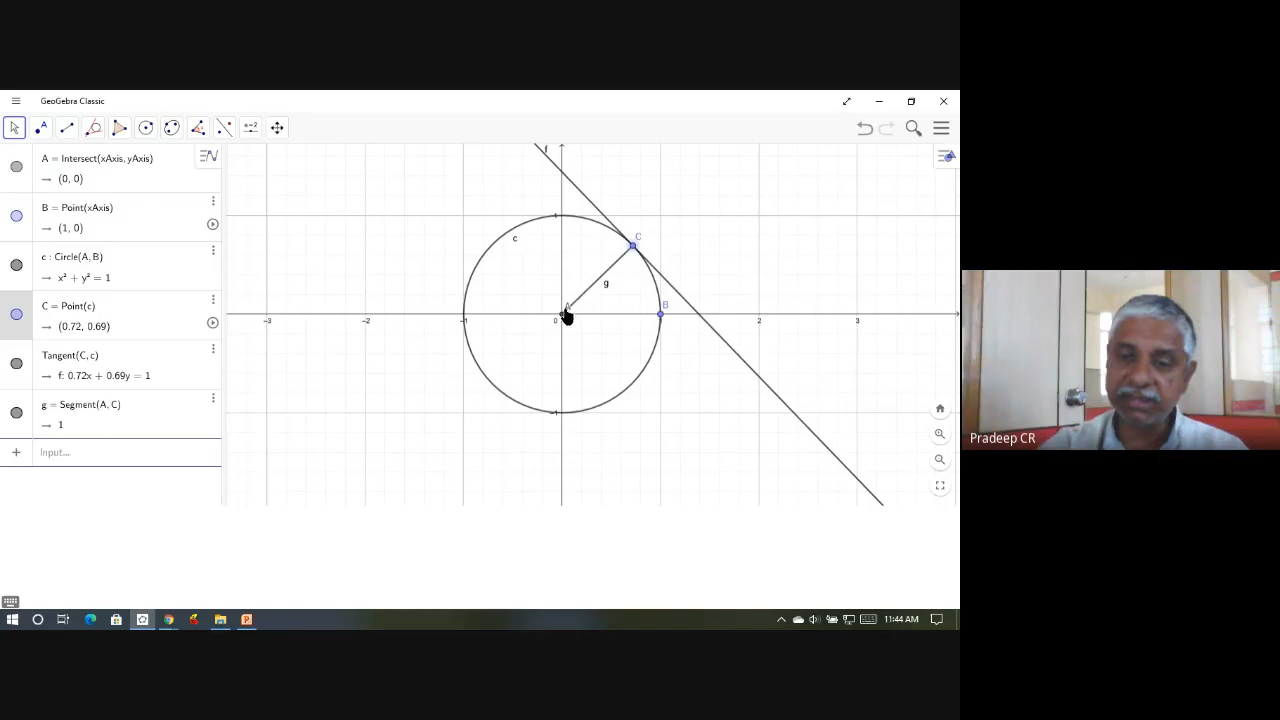 GeoGebra Classic
A = Intersect(xAxis, yAxis)
→ (0, 0)
B = Point(xAxis)
→ (1, 0)
c : Circle(A, B)
→ x² + y² = 1
C = Point(c)
→ (0.72, 0.69)
Tangent(C, c)
→ f: 0.72x + 0.69y = 1
g = Segment(A, C)
→ 1
+ Input...
f
1
c
C
g
A
B
-3 -2 -1 0 1 2 3
-1
Pradeep CR
11:44 AM